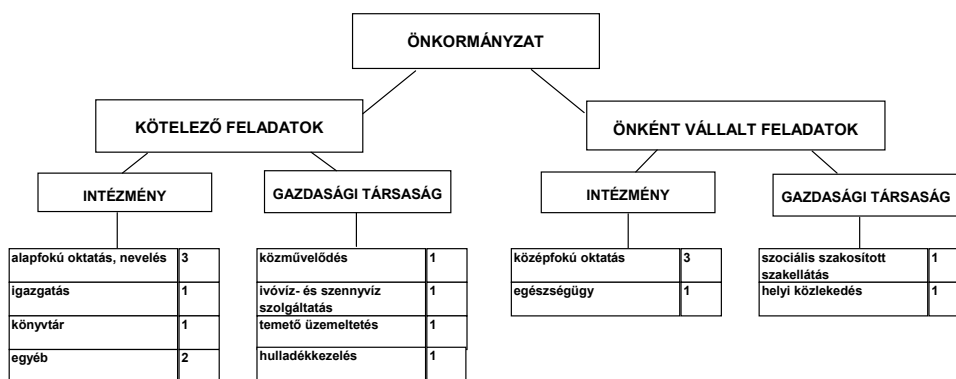 ÖNKORMÁNYZAT
KÖTELEZŐ FELADATOK
ÖNKÉNT VÁLLALT FELADATOK
INTÉZMÉNY
GAZDASÁGI TÁRSASÁG
INTÉZMÉNY
GAZDASÁGI TÁRSASÁG
alapfokú oktatás, nevelés 3
igazgatás 1
könyvtár 1
egyéb 2
közművelődés 1
ivóvíz- és szennyvíz 1
szolgáltatás
temető üzemeltetés 1
hulladékkezelés 1
középfokú oktatás 3
egészségügy 1
szociális szakosított 1
szakellátás
helyi közlekedés 1